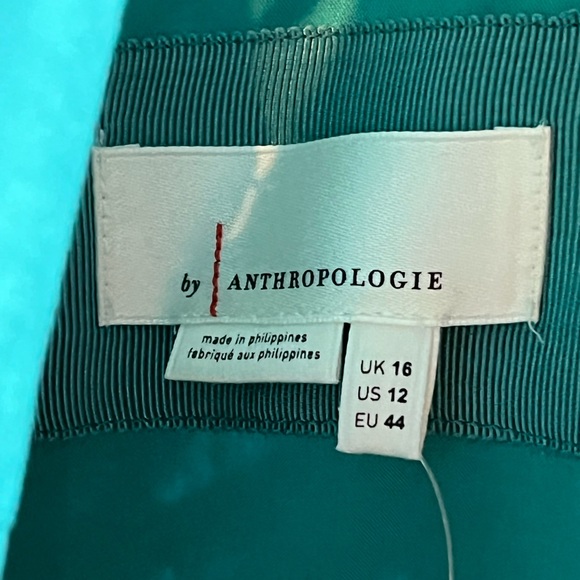 by ANTHROPOLOGIE
made in philippines
fabriqué aux philippines
UK 16
US 12
EU 44